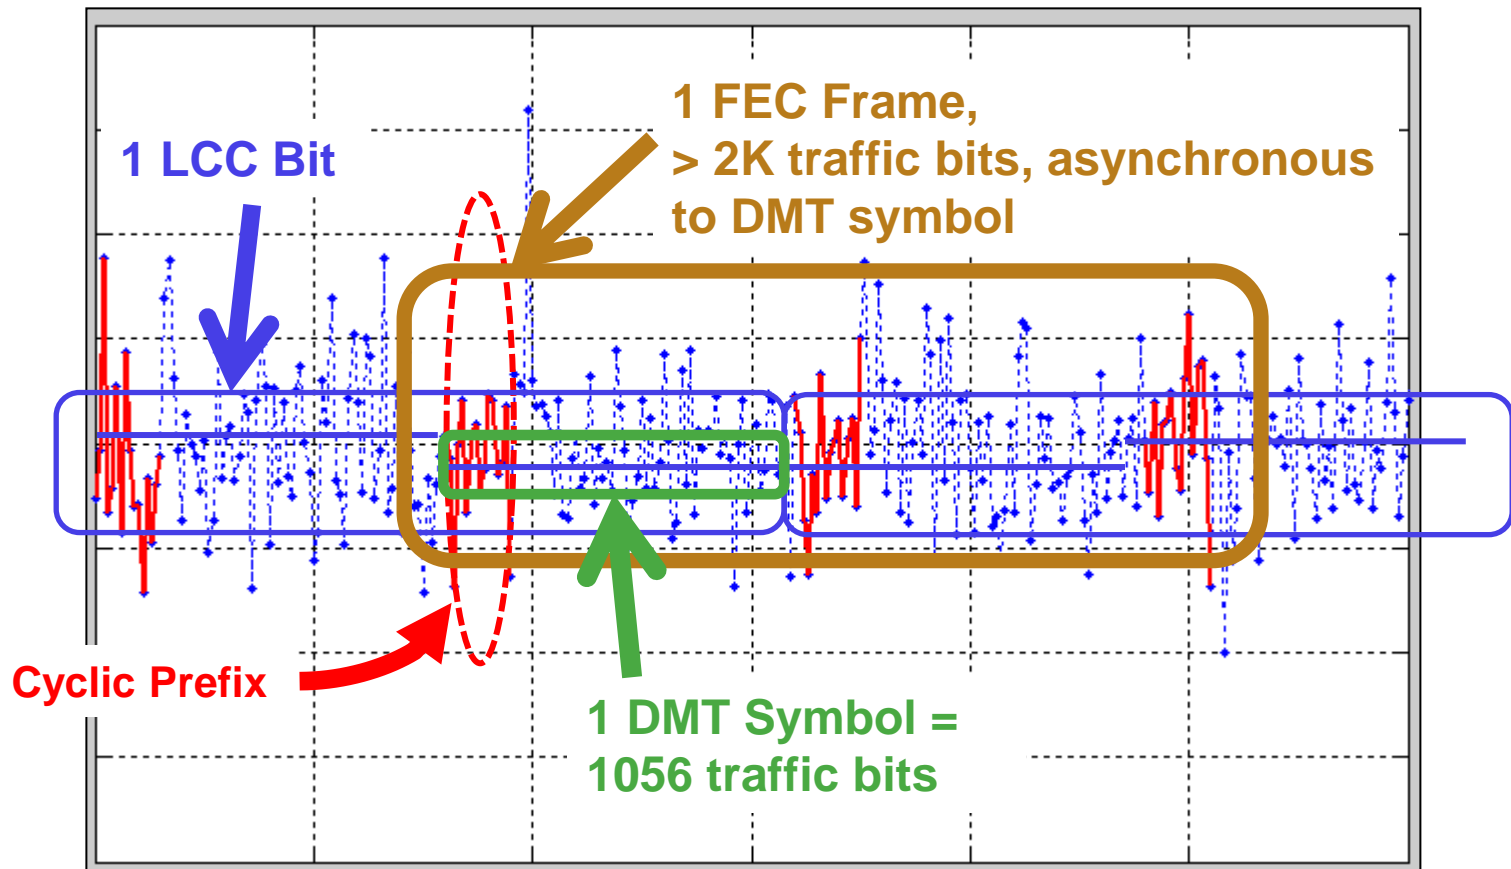 1 FEC Frame,
> 2K traffic bits, asynchronous
to DMT symbol
1 LCC Bit
Cyclic Prefix
1 DMT Symbol =
1056 traffic bits